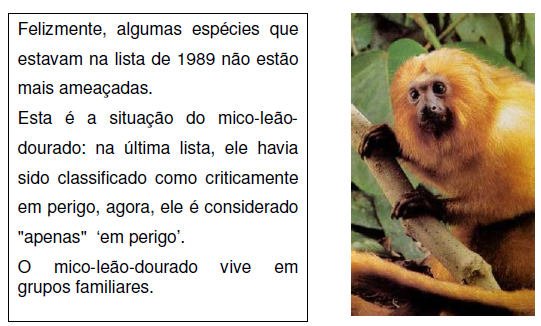 Felizmente, algumas espécies que
estavam na lista de 1989 não estão
mais ameaçadas.
Esta é a situação do mico-leão-
dourado: na última lista, ele havia
sido classificado como criticamente
em perigo, agora, ele é considerado
"apenas" ‘em perigo’.
O mico-leão-dourado vive em
grupos familiares.